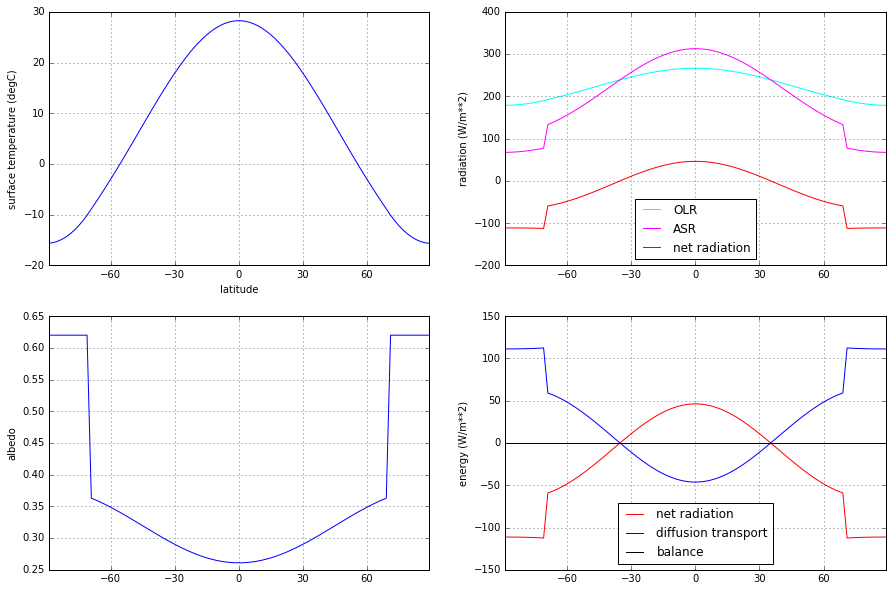 surface temperature (degC)
30
20
10
0
−10
−20
−60 −30 0 30 60
latitude
radiation (W/m**2)
400
300
200
100
0
−100
−200
−60 −30 0 30 60
OLR
ASR
net radiation
albedo
0.65
0.60
0.55
0.50
0.45
0.40
0.35
0.30
0.25
−60 −30 0 30 60
energy (W/m**2)
150
100
50
0
−50
−100
−150
−60 −30 0 30 60
net radiation
diffusion transport
balance